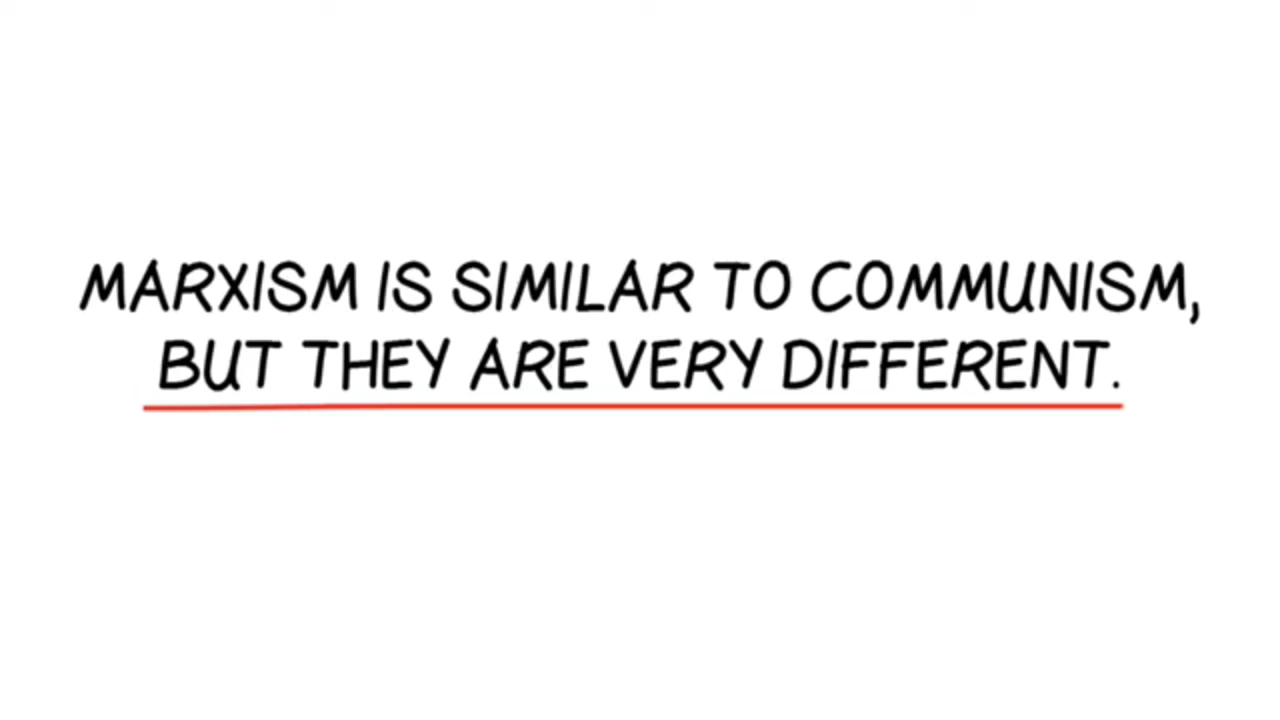 MARXISM IS SIMILAR TO COMMUNISM,
BUT THEY ARE VERY DIFFERENT.